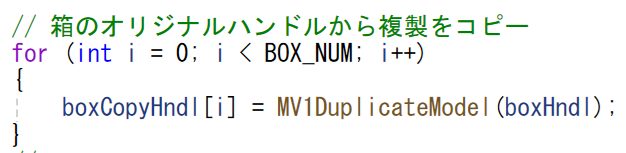 // 箱のオリジナルハンドルから複製をコピー
for (int i = 0; i < BOX_NUM; i++)
{
    boxCopyHndl[i] = MV1DuplicateModel(boxHndl);
}